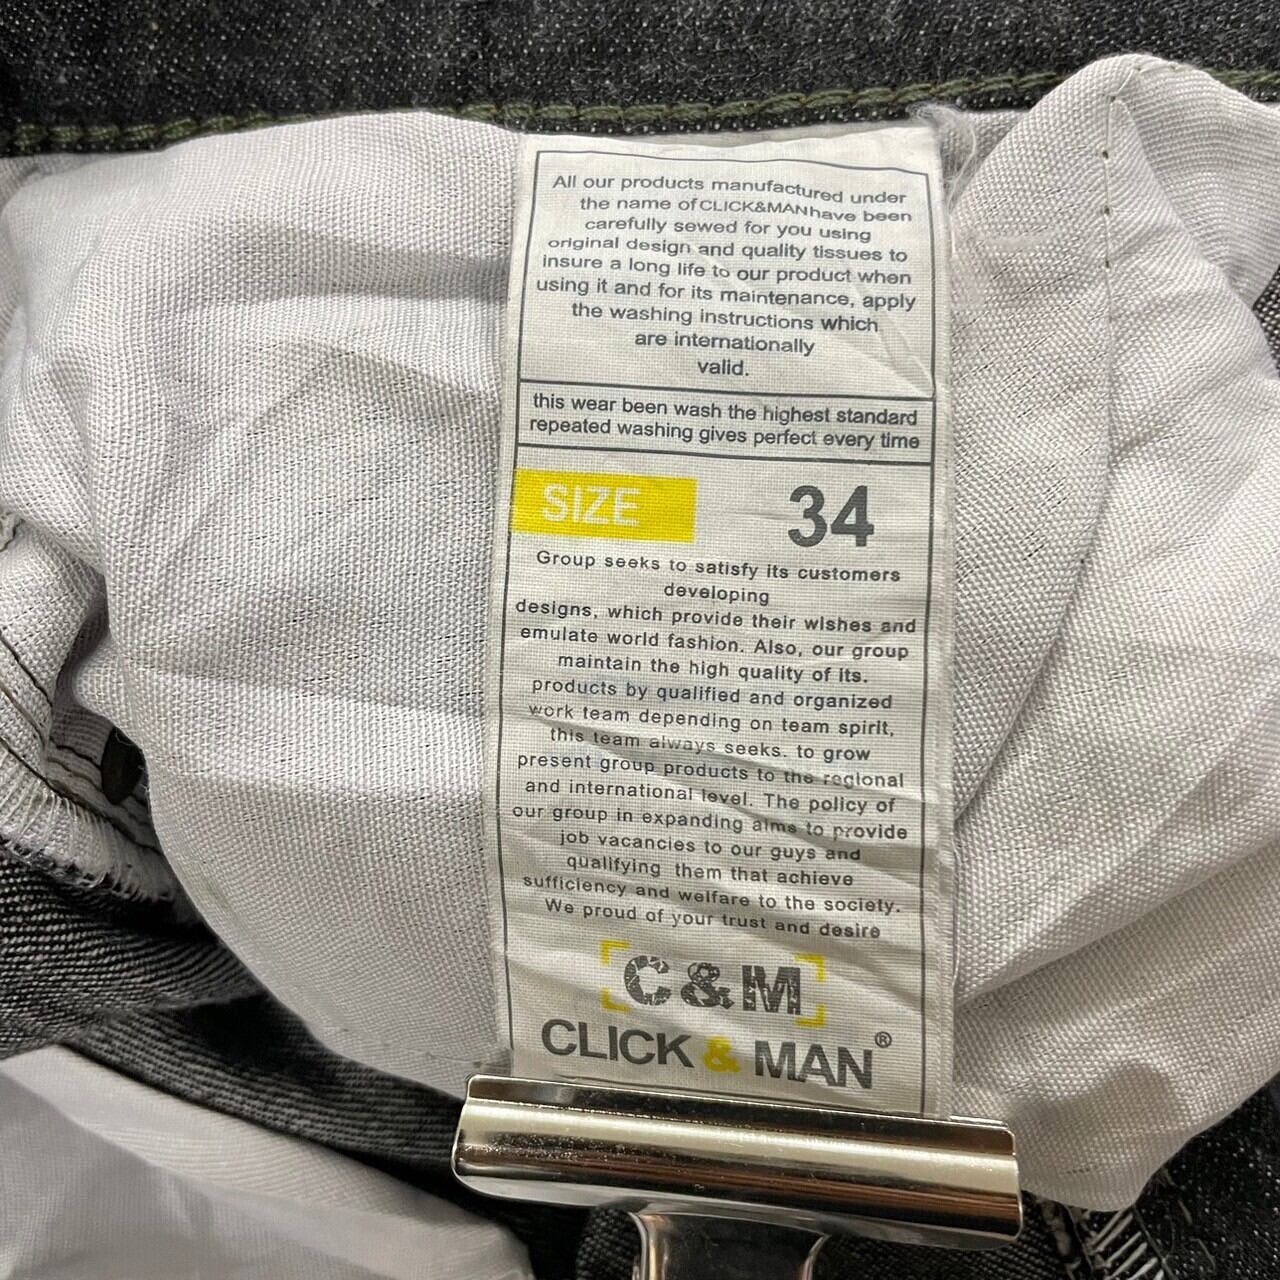 All our products manufactured under
the name of CLICK&MAN have been
carefully sewed for you using
original design and quality tissues to
insure a long life to our product when
using it and for its maintenance, apply
the washing instructions which
are internationally
valid.
this wear been wash the highest standard
repeated washing gives perfect every time
SIZE 34
Group seeks to satisfy its customers
developing
designs, which provide their wishes and
emulate world fashion. Also, our group
maintain the high quality of its.
products by qualified and organized
work team depending on team spirit,
this team always seeks. to grow
present group products to the regional
and international level. The policy of
our group in expanding aims to provide
job vacancies to our guys and
qualifying them that achieve
sufficiency and welfare to the society.
We proud of your trust and desire
C&M
CLICK & MAN®